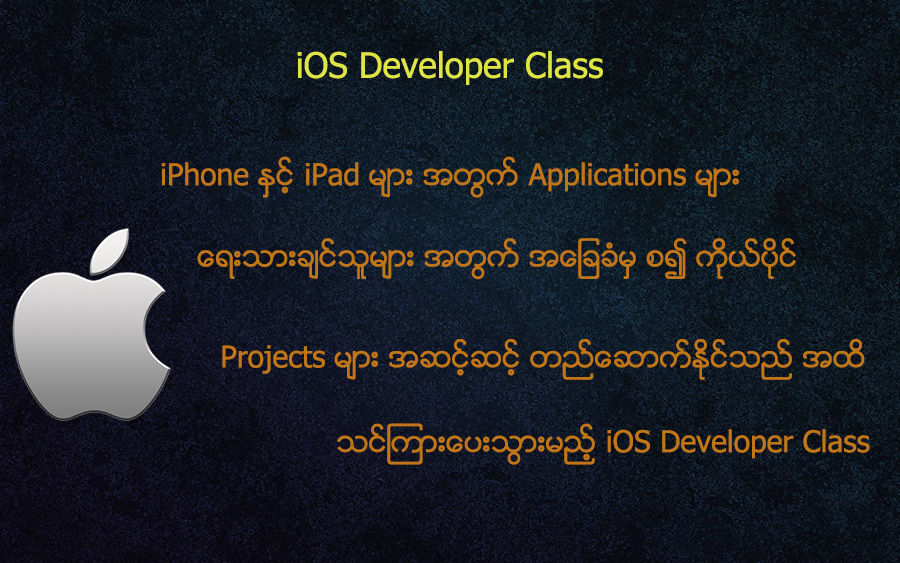 iOS Developer Class
iPhone နှင့် iPad များ အတွက် Applications များ
ရေးသားချင်သူများ အတွက် အခြေခံမှ စ၍ ကိုယ်ပိုင်
Projects များ အဆင့်ဆင့် တည်ဆောက်နိုင်သည် အထိ
သင်ကြားပေးသွားမည့် iOS Developer Class